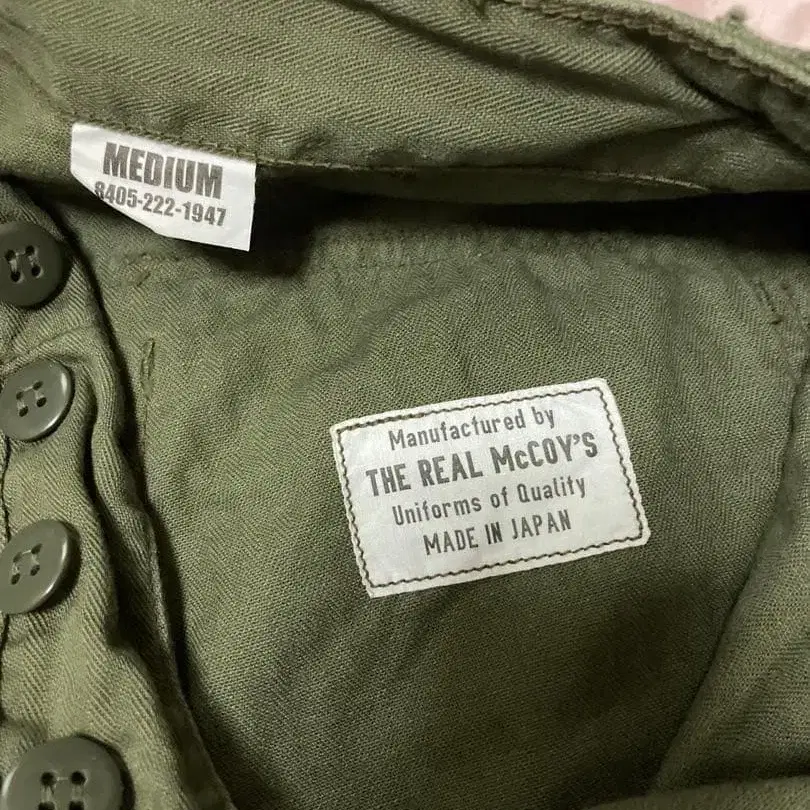 MEDIUM
8405-222-1947
Manufactured by
THE REAL McCOY'S
Uniforms of Quality
MADE IN JAPAN